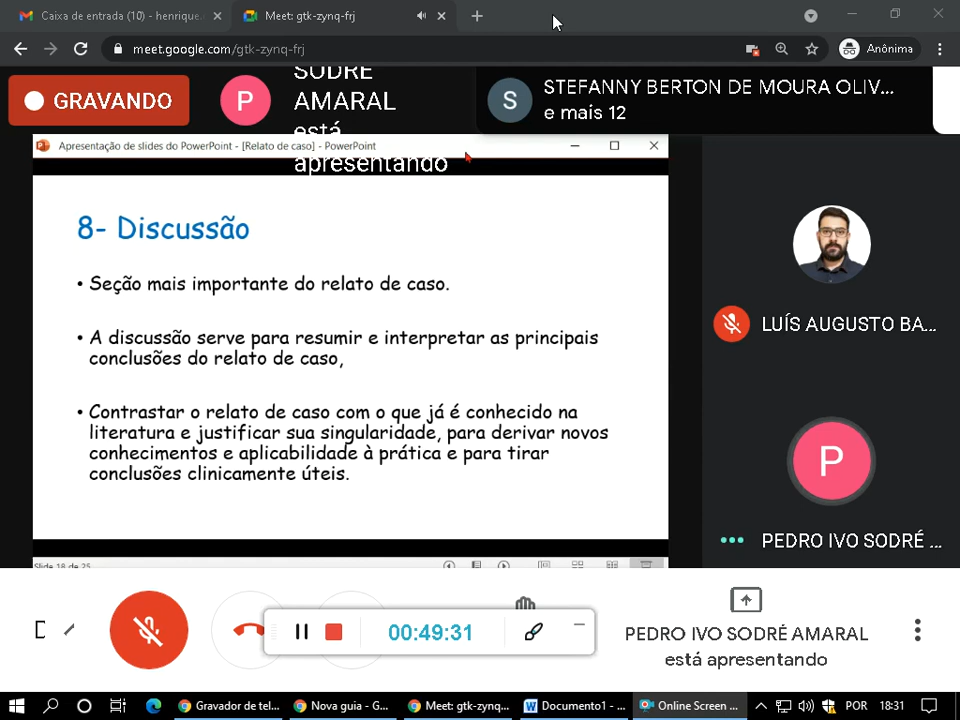 Caixa de entrada (10) - henrique.
Meet: gtk-zynq-frj
meet.google.com/gtk-zynq-frj
Anônima
GRAVANDO
P
SODRÉ
AMARAL
está
apresentando
S
STEFANNY BERTON DE MOURA OLIV...
e mais 12
Apresentação de slides do PowerPoint - [Relato de caso] - PowerPoint
8- Discussão
• Seção mais importante do relato de caso.
• A discussão serve para resumir e interpretar as principais
conclusões do relato de caso,
• Contrastar o relato de caso com o que já é conhecido na
literatura e justificar sua singularidade, para derivar novos
conhecimentos e aplicabilidade à prática e para tirar
conclusões clinicamente úteis.
Slide 18 de 25
LUÍS AUGUSTO BA...
P
PEDRO IVO SODRÉ ...
00:49:31
PEDRO IVO SODRÉ AMARAL
está apresentando
Gravador de tel...
Nova guia - G...
Meet: gtk-zynq...
Documento1 - ...
Online Screen ...
POR
18:31